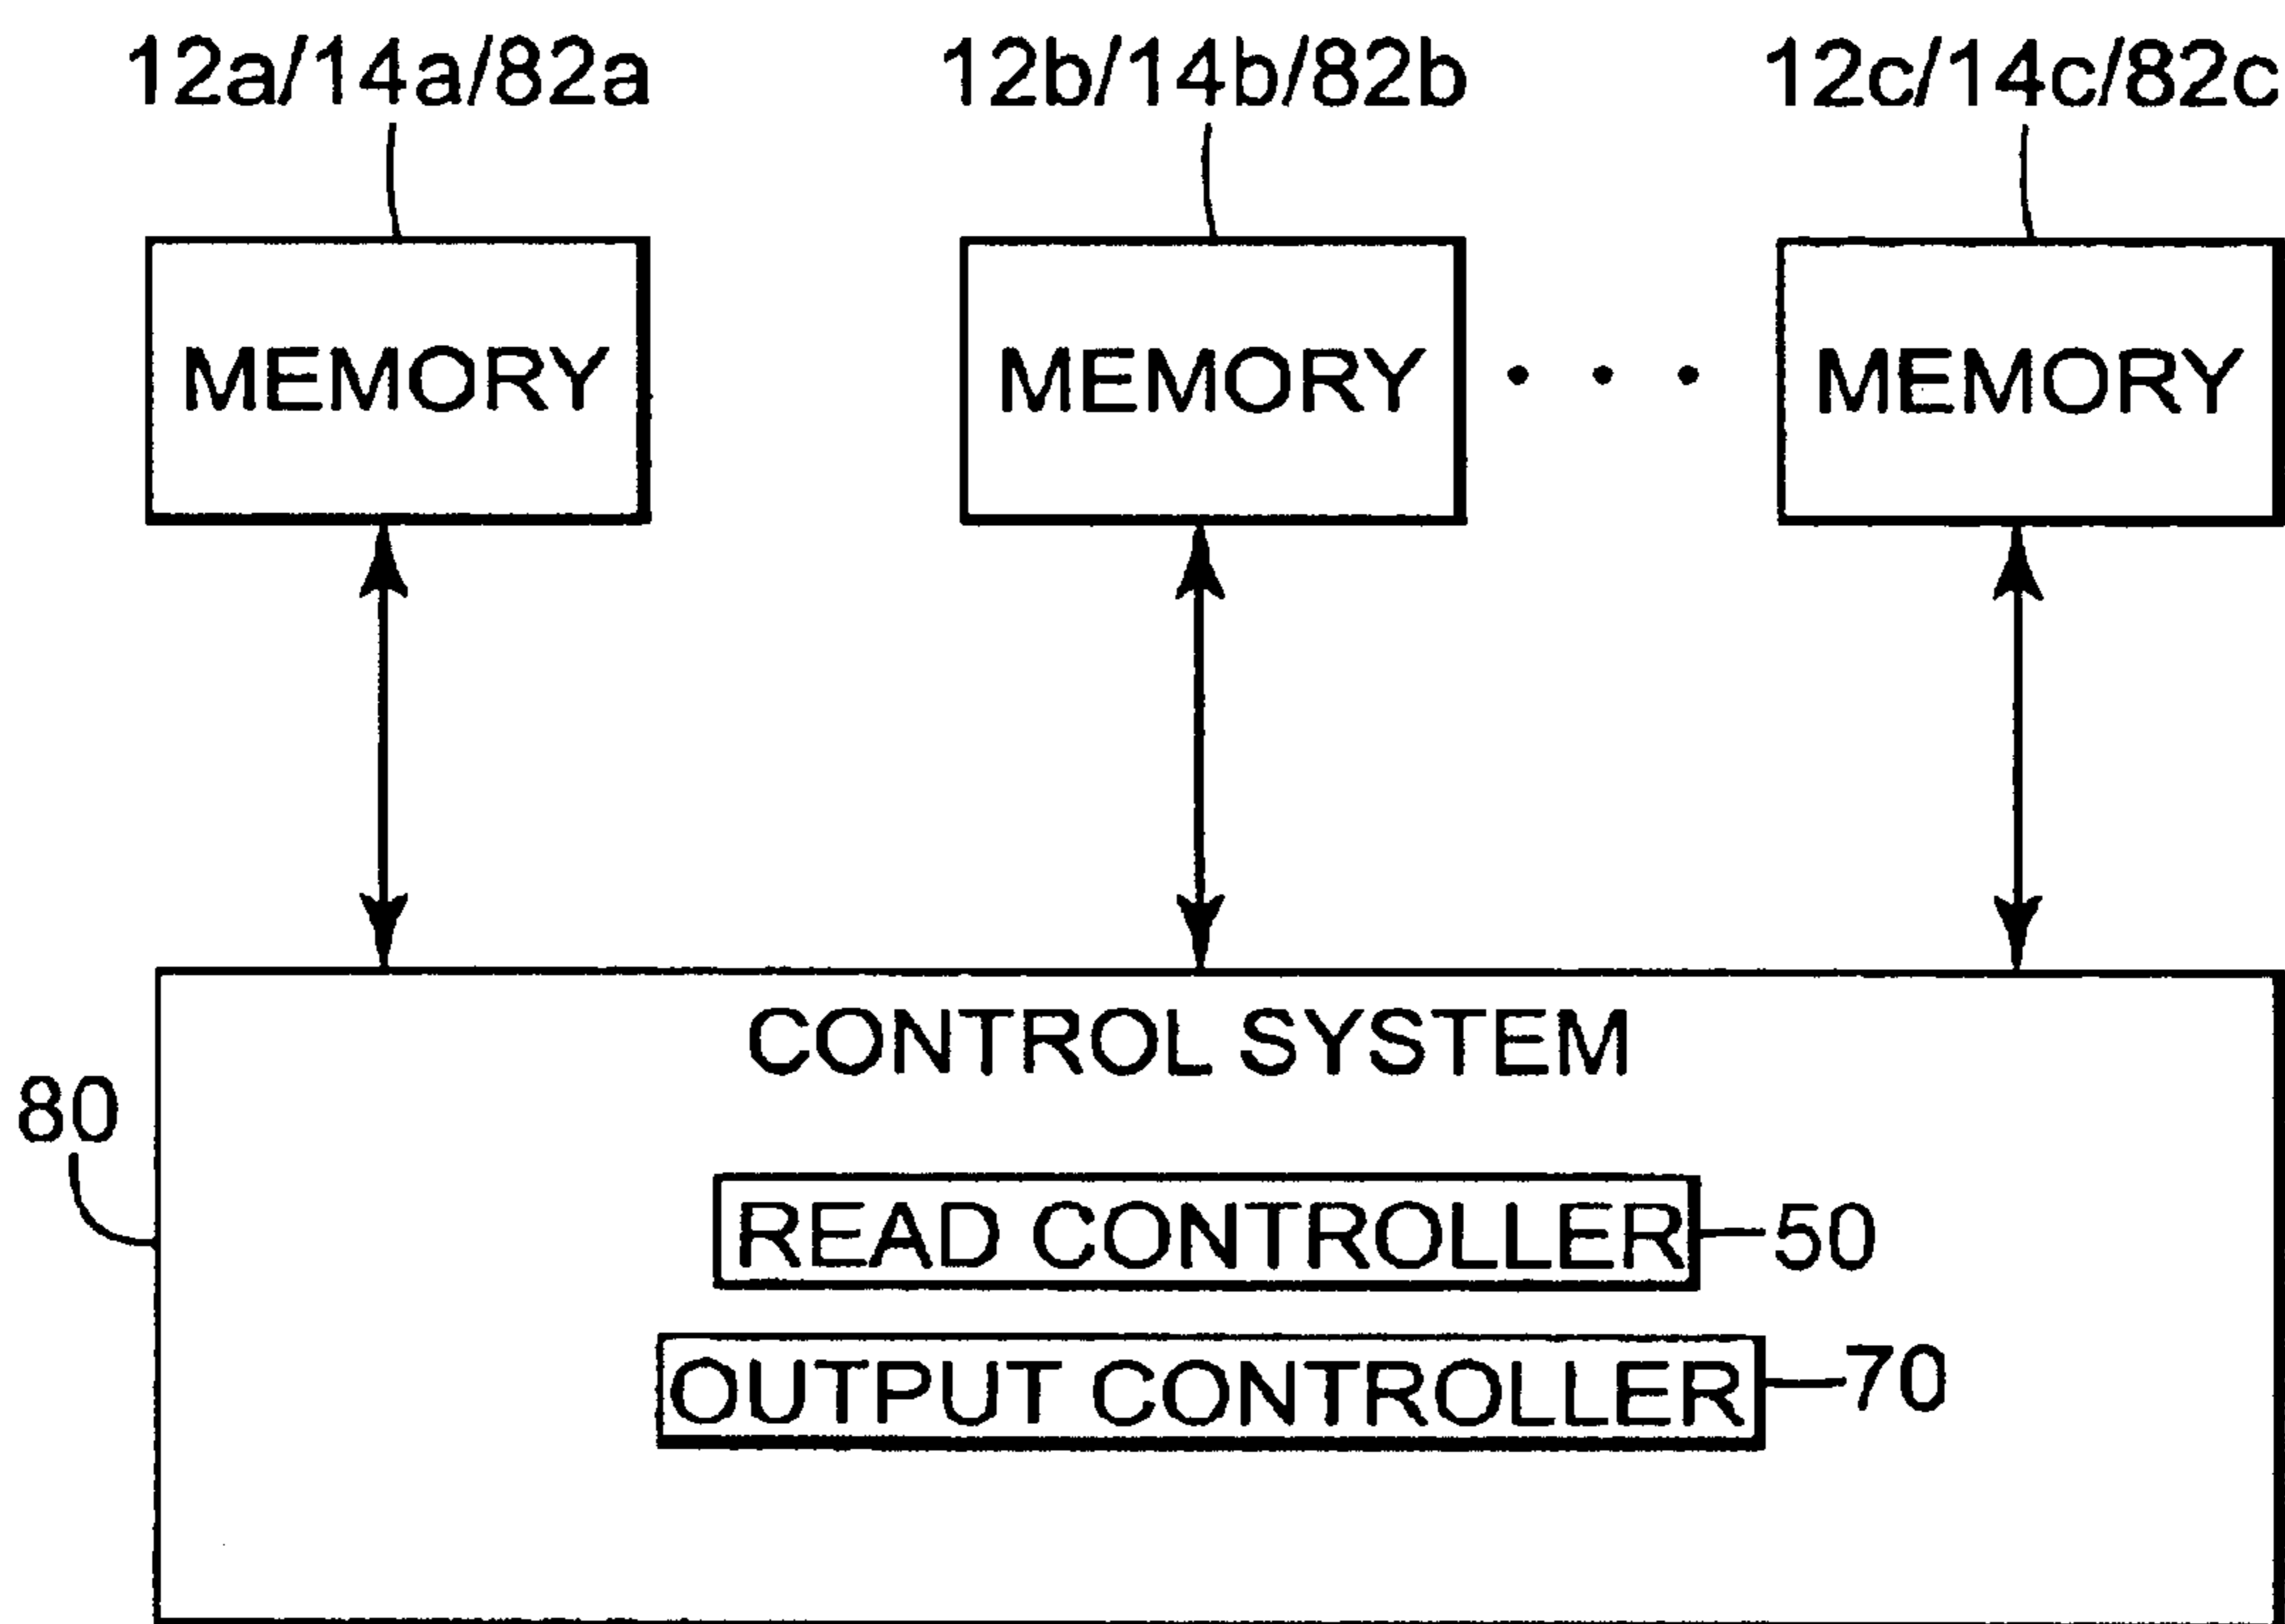 12a/14a/82a 12b/14b/82b 12c/14c/82c
MEMORY MEMORY • • • MEMORY
CONTROL SYSTEM
80
READ CONTROLLER 50
OUTPUT CONTROLLER 70